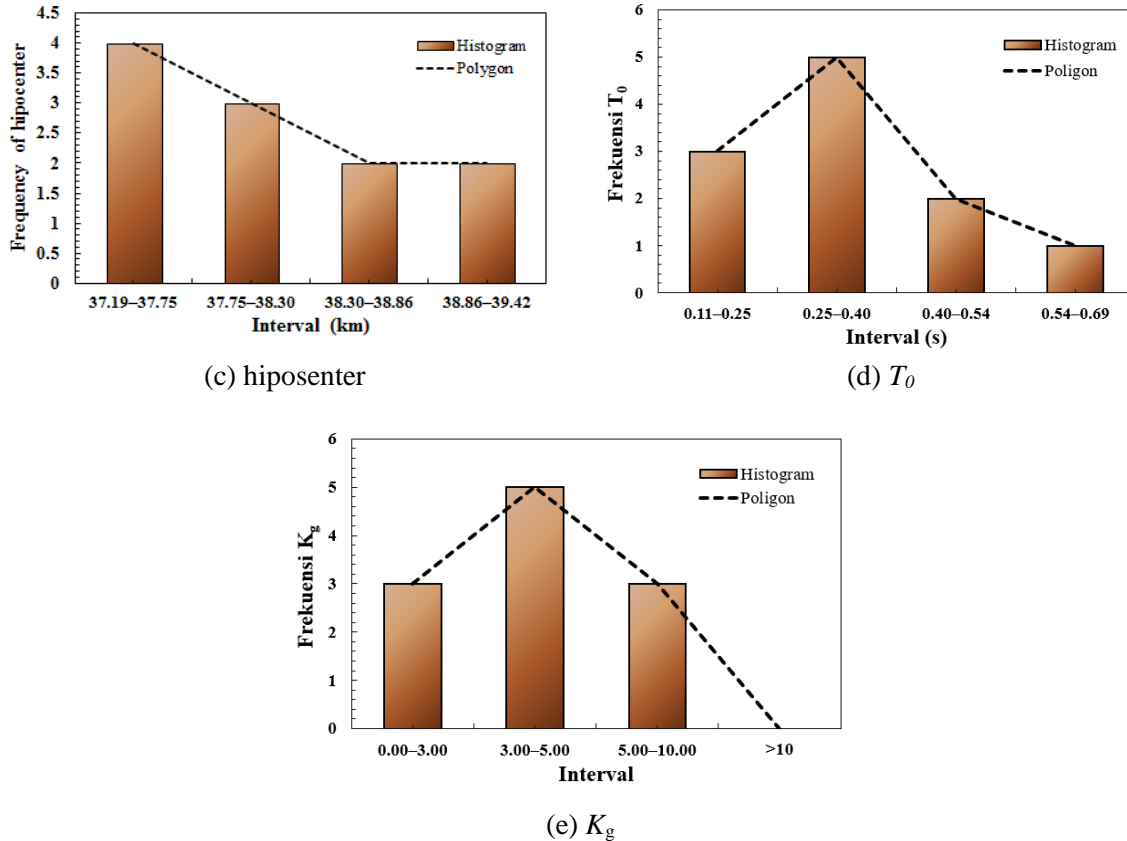 4.5
4
3.5
3
2.5
2
1.5
1
0.5
0
Frequency of hipocenter
Histogram
Polygon
37.19–37.75 37.75–38.30 38.30–38.86 38.86–39.42
Interval (km)
(c) hiposenter
6
5
4
3
2
1
0
Frekuensi T0
Histogram
Poligon
0.11–0.25 0.25–0.40 0.40–0.54 0.54–0.69
Interval (s)
(d) T0
6
5
4
3
2
1
0
Frekuensi Kg
Histogram
Poligon
0.00–3.00 3.00–5.00 5.00–10.00 >10
Interval
(e) Kg